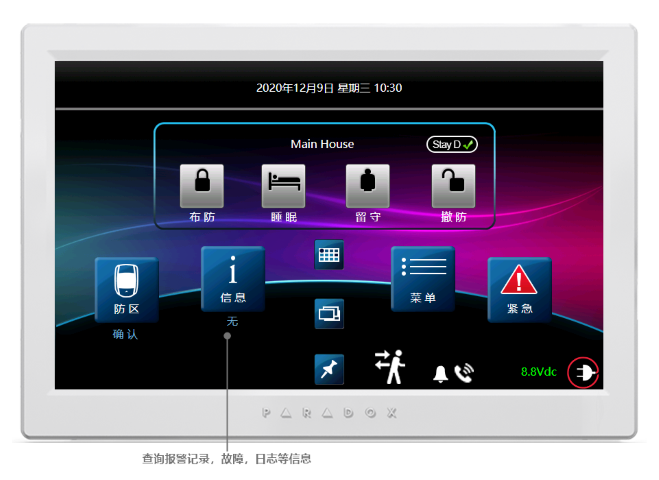 2020年12月9日 星期三 10:30
Main House
Stay D
布防 睡眠 留守 撤防
防区 信息 菜单 紧急
确认 无
8.8Vdc
PARADOX
查询报警记录，故障，日志等信息